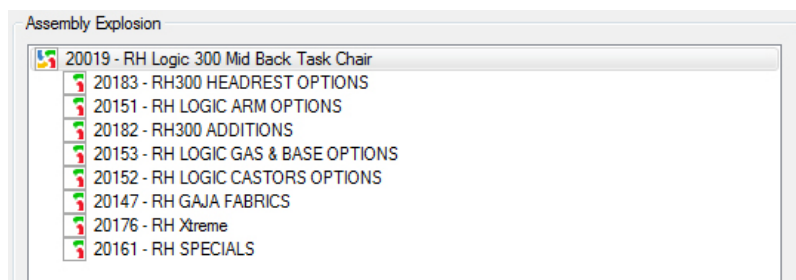 Assembly Explosion
20019 - RH Logic 300 Mid Back Task Chair
20183 - RH300 HEADREST OPTIONS
20151 - RH LOGIC ARM OPTIONS
20182 - RH300 ADDITIONS
20153 - RH LOGIC GAS & BASE OPTIONS
20152 - RH LOGIC CASTORS OPTIONS
20147 - RH GAJA FABRICS
20176 - RH Xtreme
20161 - RH SPECIALS